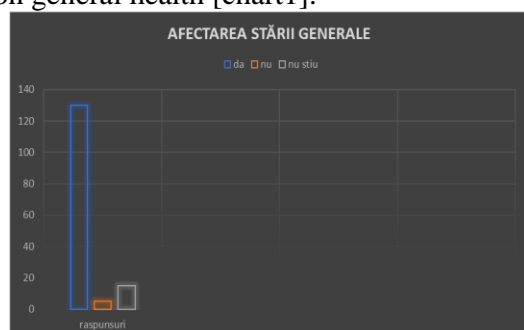 on general health [chart1].
AFECTAREA STĂRII GENERALE
da nu nu stiu
140
120
100
80
60
40
20
0
raspunsuri